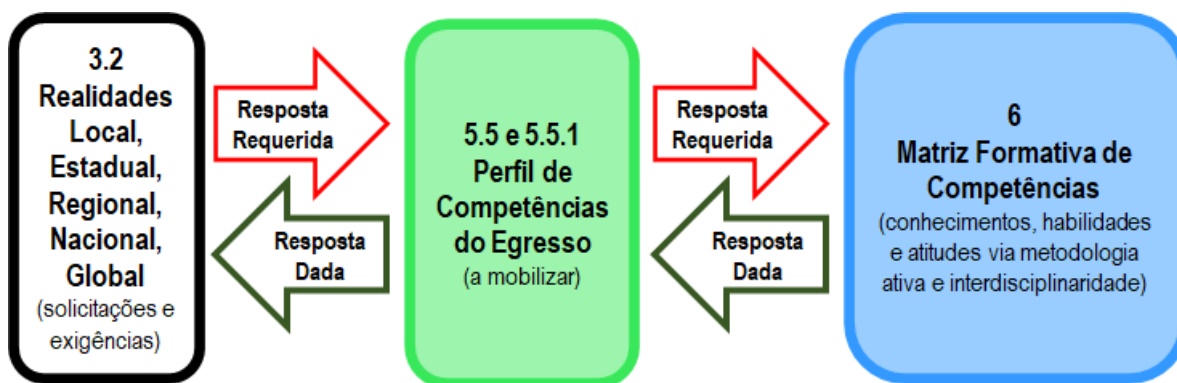 3.2
Realidades
Local,
Estadual,
Regional,
Nacional,
Global
(solicitações e
exigências)
Resposta
Requerida
Resposta
Dada
5.5 e 5.5.1
Perfil de
Competências
do Egresso
(a mobilizar)
Resposta
Requerida
Resposta
Dada
6
Matriz Formativa de
Competências
(conhecimentos, habilidades
e atitudes via metodologia
ativa e interdisciplinaridade)